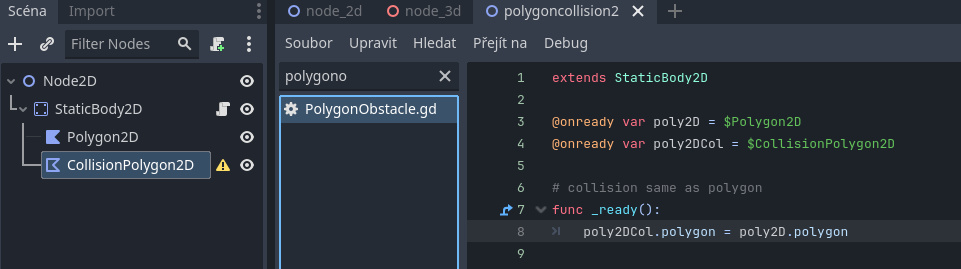 Scéna Import
Filter Nodes
Node2D
StaticBody2D
Polygon2D
CollisionPolygon2D
node_2d node_3d polygoncollision2
Soubor Upravit Hledat Přejít na Debug
polygono
PolygonObstacle.gd
1 extends StaticBody2D
2
3 @onready var poly2D = $Polygon2D
4 @onready var poly2DCol = $CollisionPolygon2D
5
6 # collision same as polygon
7 func _ready():
8 poly2DCol.polygon = poly2D.polygon
9